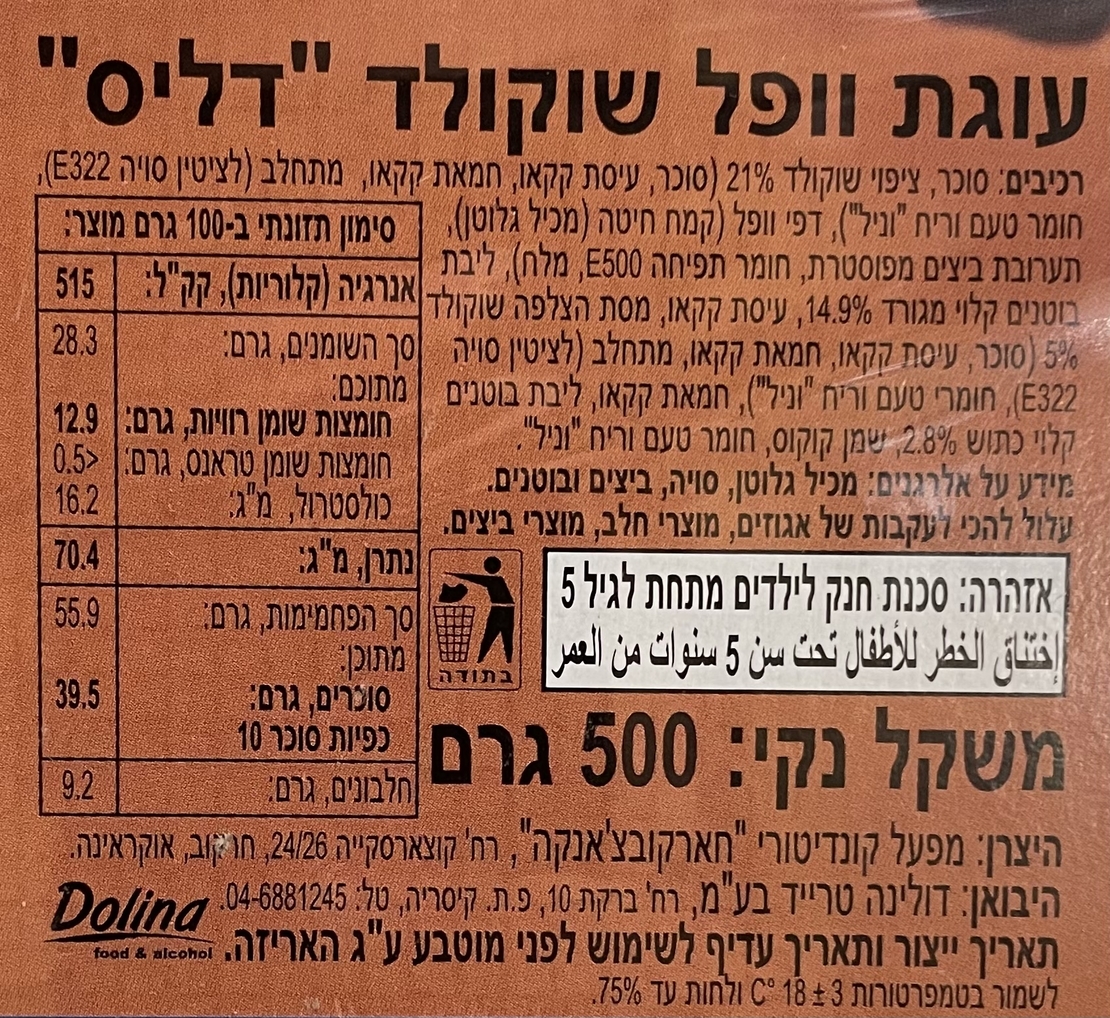 עוגת וופל שוקולד "דליס"
רכיבים: סוכר, ציפוי שוקולד 21% (סוכר, עיסת קקאו, חמאת קקאו, מתחלב (לציטין סויה E322),
חומר טעם וריח "וניל"), דפי וופל (קמח חיטה (מכיל גלוטן),
תערובת ביצים מפוסטרת, חומר תפיחה E500, מלח), ליבת
בוטנים קלוי מגורד 14.9%, עיסת קקאו, מסת הצלפה שוקולד
5% (סוכר, עיסת קקאו, חמאת קקאו, מתחלב (לציטין סויה
E322), חומרי טעם וריח "וניל"), חמאת קקאו, ליבת בוטנים
קלוי כתוש 2.8%, שמן קוקוס, חומר טעם וריח "וניל".
מידע על אלרגנים: מכיל גלוטן, סויה, ביצים ובוטנים.
עלול להכי לעקבות של אגוזים, מוצרי חלב, מוצרי ביצים.
סימון תזונתי ב-100 גרם מוצר:
אנרגיה (קלוריות), קק"ל: 515
סך השומנים, גרם: 28.3
מתוכם:
חומצות שומן רוויות, גרם: 12.9
חומצות שומן טראנס, גרם: <0.5
כולסטרול, מ"ג: 16.2
נתרן, מ"ג: 70.4
סך הפחמימות, גרם: 55.9
מתוכן:
סוכרים, גרם: 39.5
כפיות סוכר 10
חלבונים, גרם: 9.2
בתודה
אזהרה: סכנת חנק לילדים מתחת לגיל 5
إختناق الخطر للأطفال تحت سن 5 سنوات من العمر
משקל נקי: 500 גרם
היצרן: מפעל קונדיטורי "חארקובצ'אנקה", רח' קוצארסקייה 24/26, חרקוב, אוקראינה.
היבואן: דולינה טרייד בע"מ, רח' ברקת 10, פ.ת. קיסריה, טל: 04-6881245.
תאריך ייצור ותאריך עדיף לשימוש לפני מוטבע ע"ג האריזה.
לשמור בטמפרטורות 3 ± 18 °C ולחות עד 75%.
Dolina
food & alcohol